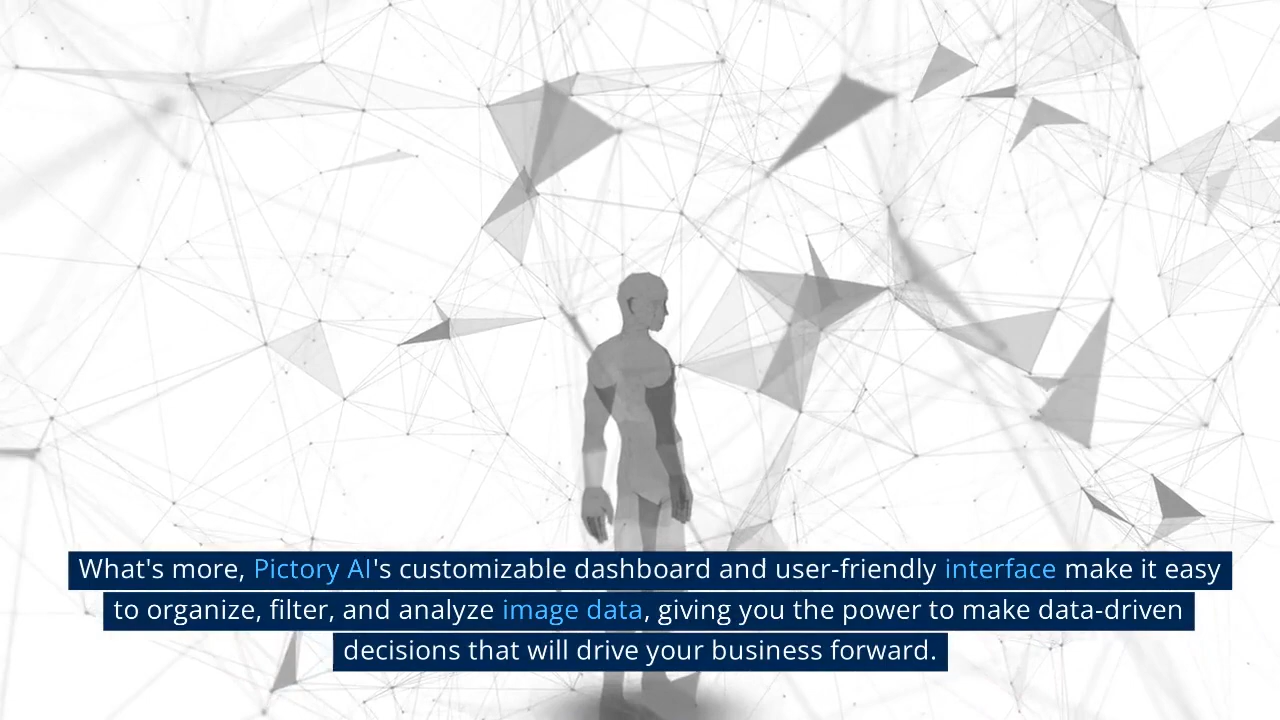 What's more, Pictory AI's customizable dashboard and user-friendly interface make it easy
to organize, filter, and analyze image data, giving you the power to make data-driven
decisions that will drive your business forward.